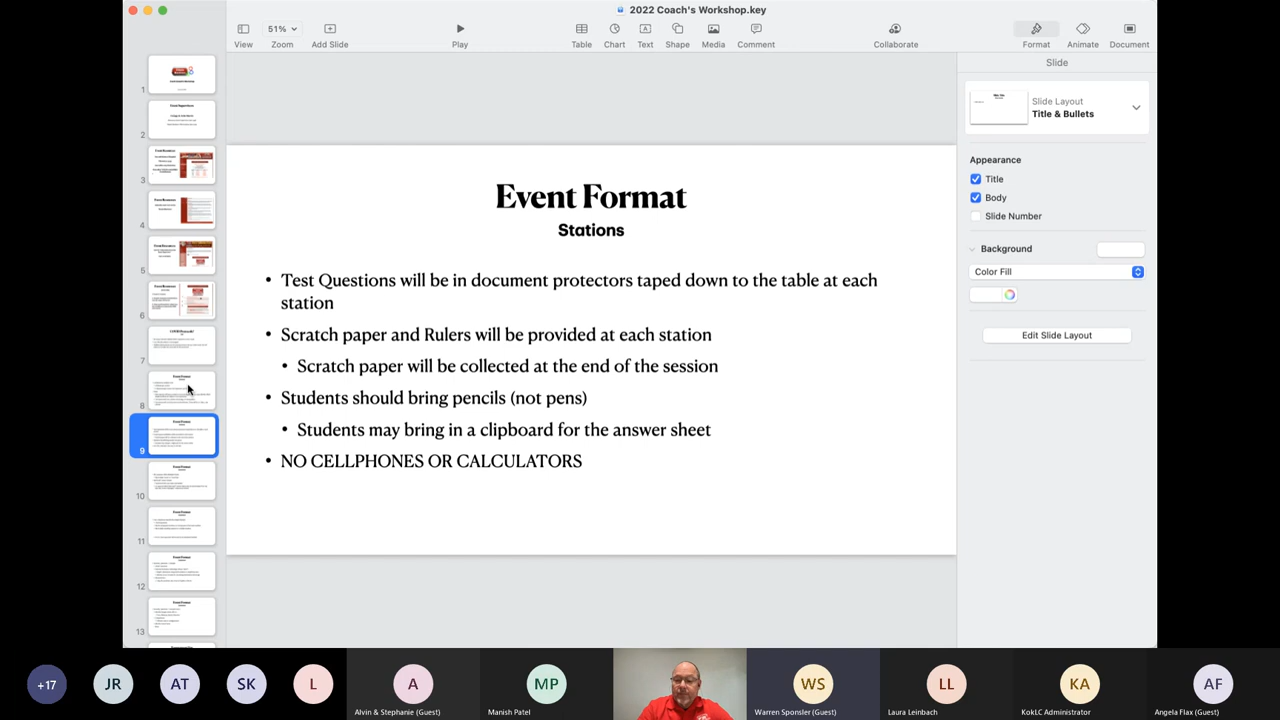 2022 Coach's Workshop.key
51%
View
Zoom
Add Slide
Play
Table
Chart
Text
Shape
Media
Comment
Collaborate
Format
Animate
Document
Slide
Slide Layout
Title & Bullets
Appearance
Title
Body
Slide Number
Background
Color Fill
Edit Slide Layout
1
2
3
4
5
6
7
8
9
10
11
12
13
Event Format
Stations
• Test Questions will be in document protectors taped down to the table at each
station
• Scratch paper and Rulers will be provided at each station
• Scratch paper will be collected at the end of the session
• Students should bring pencils (not pens)
• Students may bring in a clipboard for the answer sheet
• NO CELLPHONES OR CALCULATORS
+17
JR
AT
SK
L
A
Alvin & Stephanie (Guest)
MP
Manish Patel
WS
Warren Sponsler (Guest)
LL
Laura Leinbach
KA
KokLC Administrator
AF
Angela Flax (Guest)